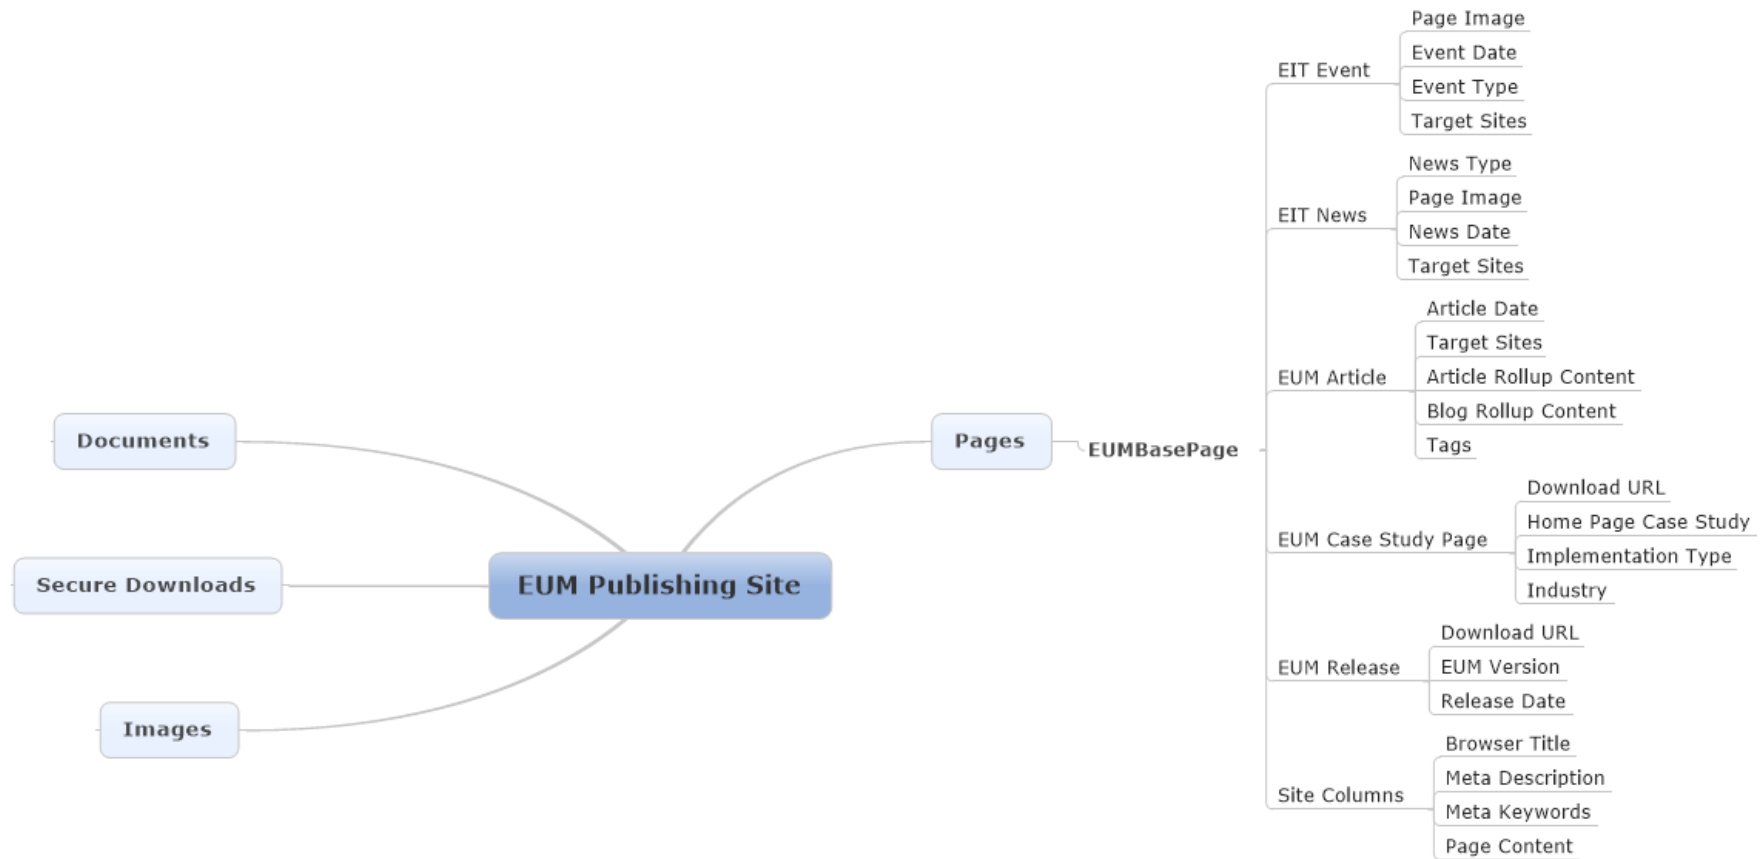 Page Image
Event Date
EIT Event
Event Type
Target Sites
News Type
Page Image
EIT News
News Date
Target Sites
Article Date
Target Sites
EUM Article
Article Rollup Content
Blog Rollup Content
Tags
Documents
Pages
EUMBasePage
Download URL
Home Page Case Study
EUM Case Study Page
Implementation Type
Industry
Secure Downloads
EUM Publishing Site
Download URL
EUM Release
EUM Version
Release Date
Images
Browser Title
Meta Description
Site Columns
Meta Keywords
Page Content